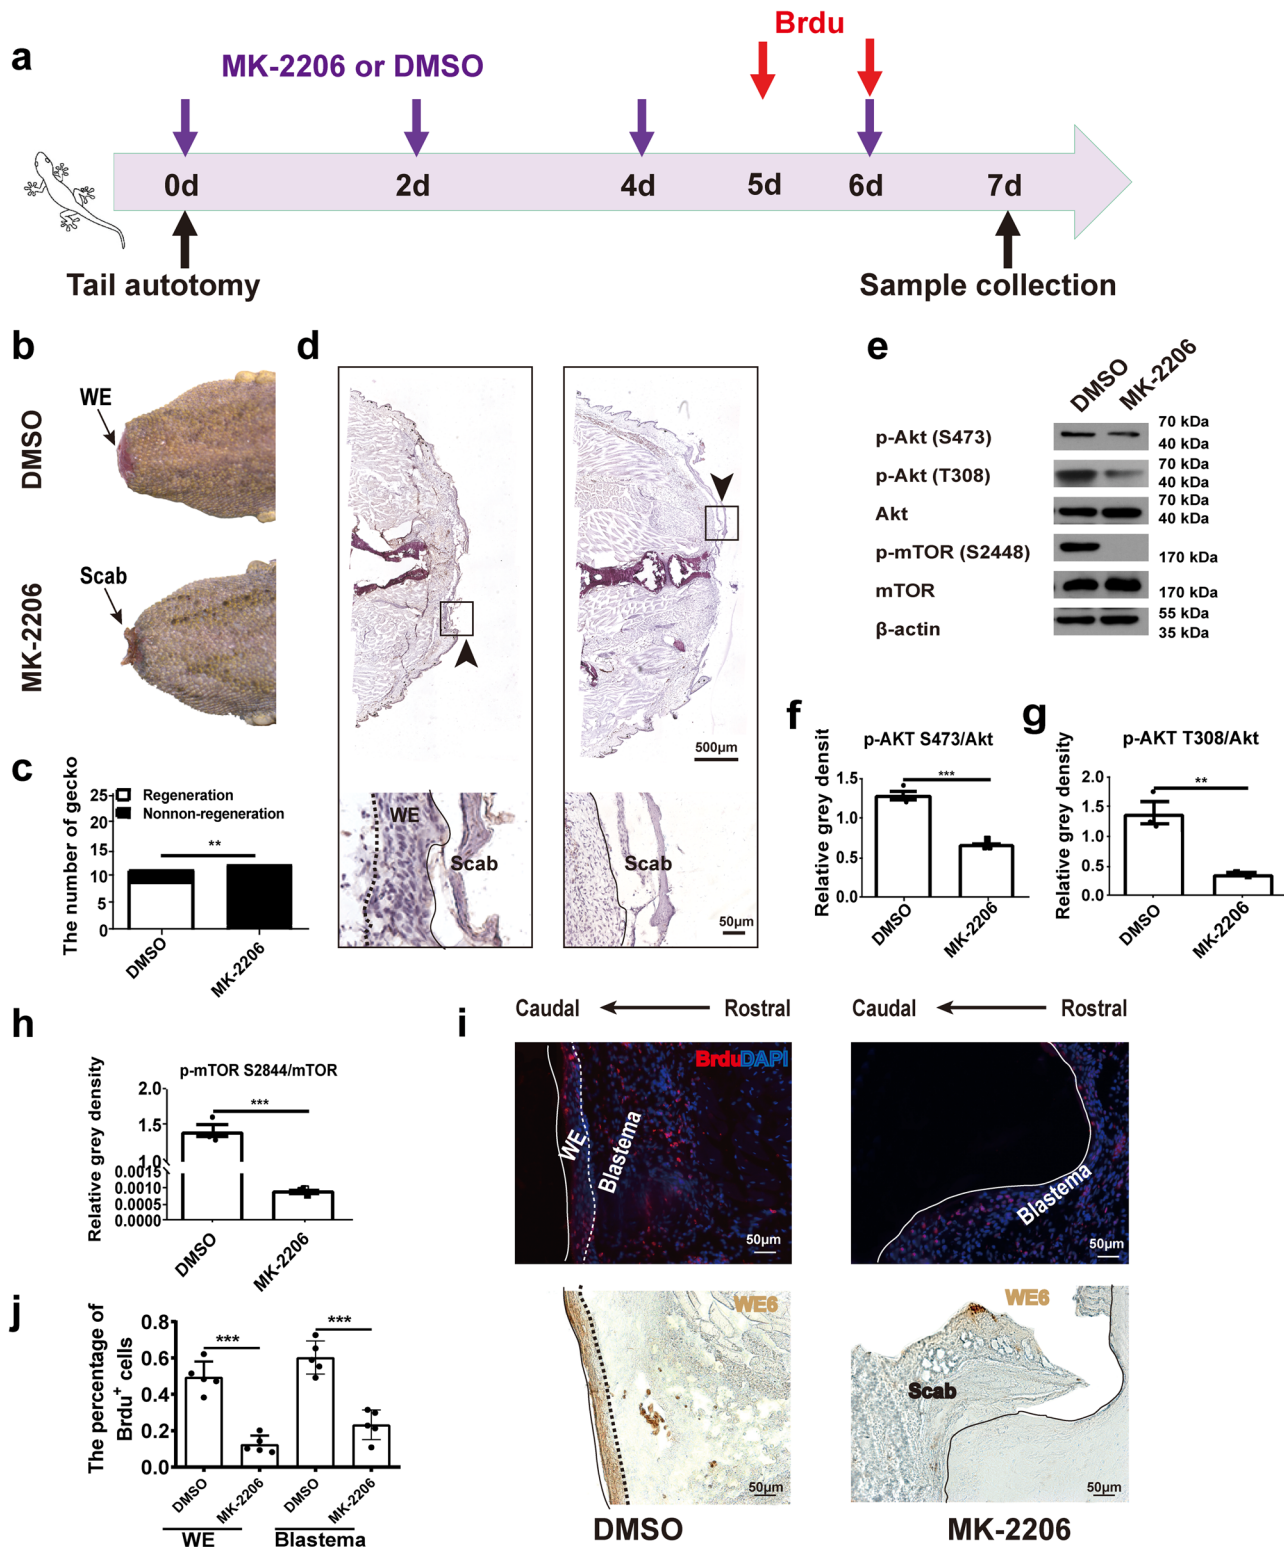 a
Brdu
MK-2206 or DMSO
0d 2d 4d 5d 6d 7d
Tail autotomy
Sample collection
b
WE
DMSO
Scab
MK-2206
c
The number of gecko
25
20
15
10
5
0
Regeneration
Nonnon-regeneration
**
DMSO
MK-2206
d
500μm
WE
Scab
Scab
50μm
e
DMSO
MK-2206
p-Akt (S473)
70 kDa
40 kDa
p-Akt (T308)
70 kDa
40 kDa
Akt
70 kDa
40 kDa
p-mTOR (S2448)
170 kDa
mTOR
170 kDa
β-actin
55 kDa
35 kDa
f
p-AKT S473/Akt
Relative grey densit
1.5
1.0
0.5
0.0
***
DMSO
MK-2206
g
p-AKT T308/Akt
Relative grey density
2.0
1.5
1.0
0.5
0.0
**
DMSO
MK-2206
h
p-mTOR S2844/mTOR
Relative grey density
2.0
1.5
1.0
0.0015
0.0010
0.0005
0.0000
***
DMSO
MK-2206
i
Caudal Rostral
Caudal Rostral
BrduDAPI
WE
Blastema
50μm
Blastema
50μm
WE6
50μm
WE6
Scab
50μm
DMSO
MK-2206
j
The percentage of
Brdu+ cells
0.8
0.6
0.4
0.2
0.0
***
***
DMSO
MK-2206
DMSO
MK-2206
WE
Blastema